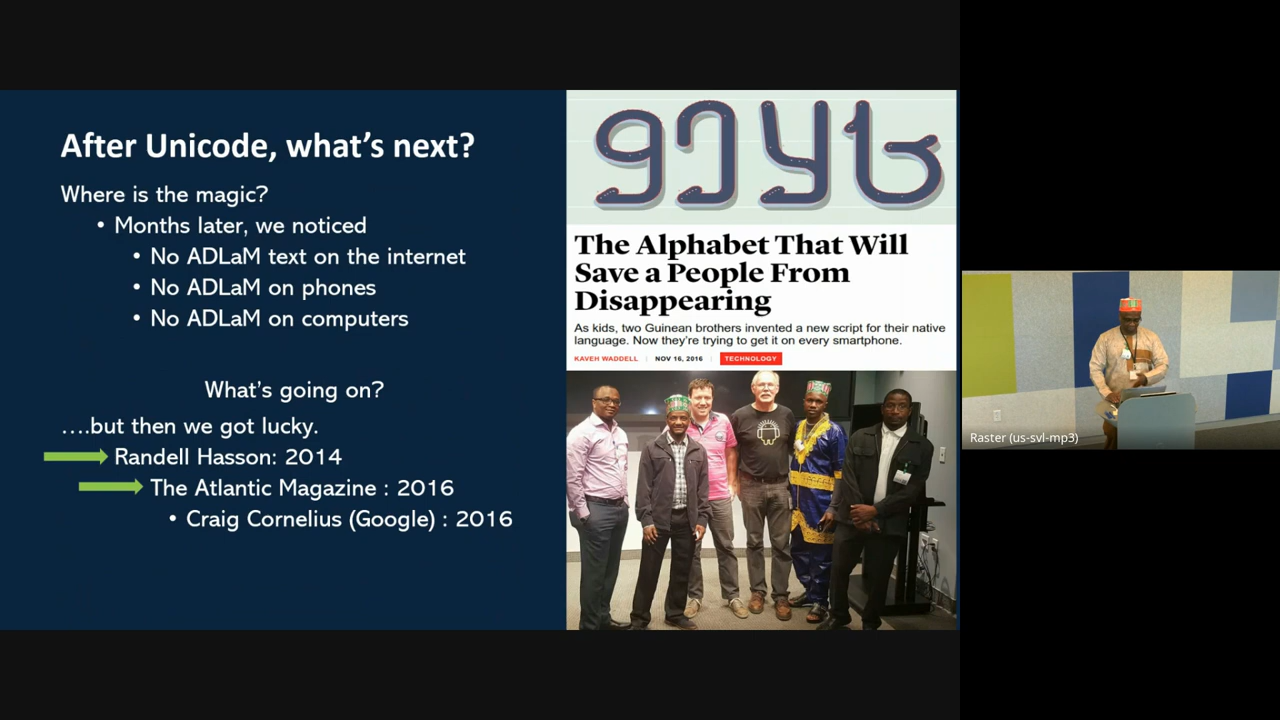 After Unicode, what's next?
Where is the magic?
• Months later, we noticed
• No ADLaM text on the internet
• No ADLaM on phones
• No ADLaM on computers
What's going on?
….but then we got lucky.
Randell Hasson: 2014
The Atlantic Magazine : 2016
• Craig Cornelius (Google) : 2016
The Alphabet That Will
Save a People From
Disappearing
As kids, two Guinean brothers invented a new script for their native
language. Now they're trying to get it on every smartphone.
KAVEH WADDELL | NOV 16, 2016 | TECHNOLOGY
Raster (us-svl-mp3)